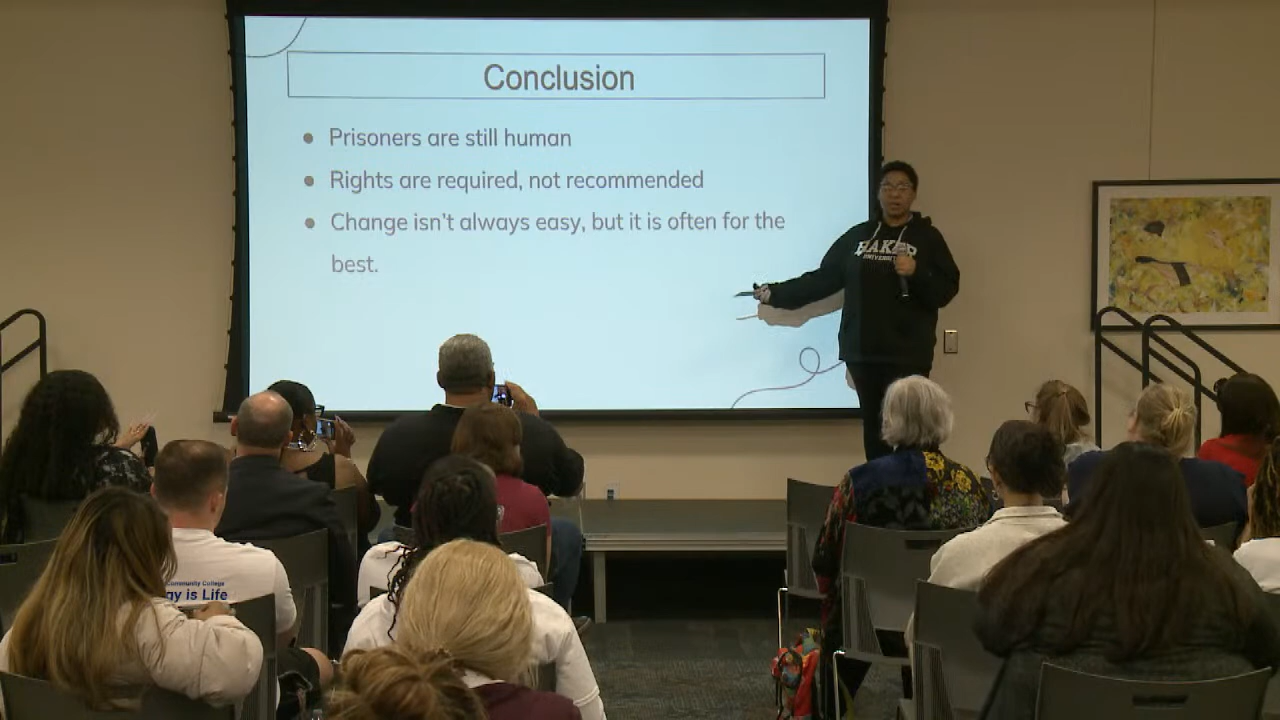 Conclusion
Prisoners are still human
Rights are required, not recommended
Change isn't always easy, but it is often for the
best.
BAKER
UNIVERSITY
Community College
gy is Life